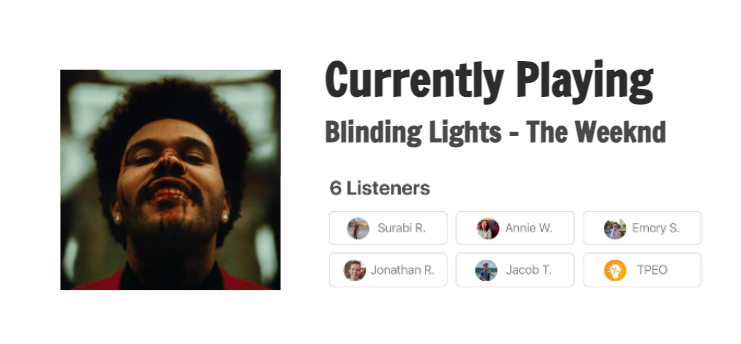 Currently Playing
Blinding Lights - The Weeknd
6 Listeners
Surabi R.
Annie W.
Emory S.
Jonathan R.
Jacob T.
TPEO